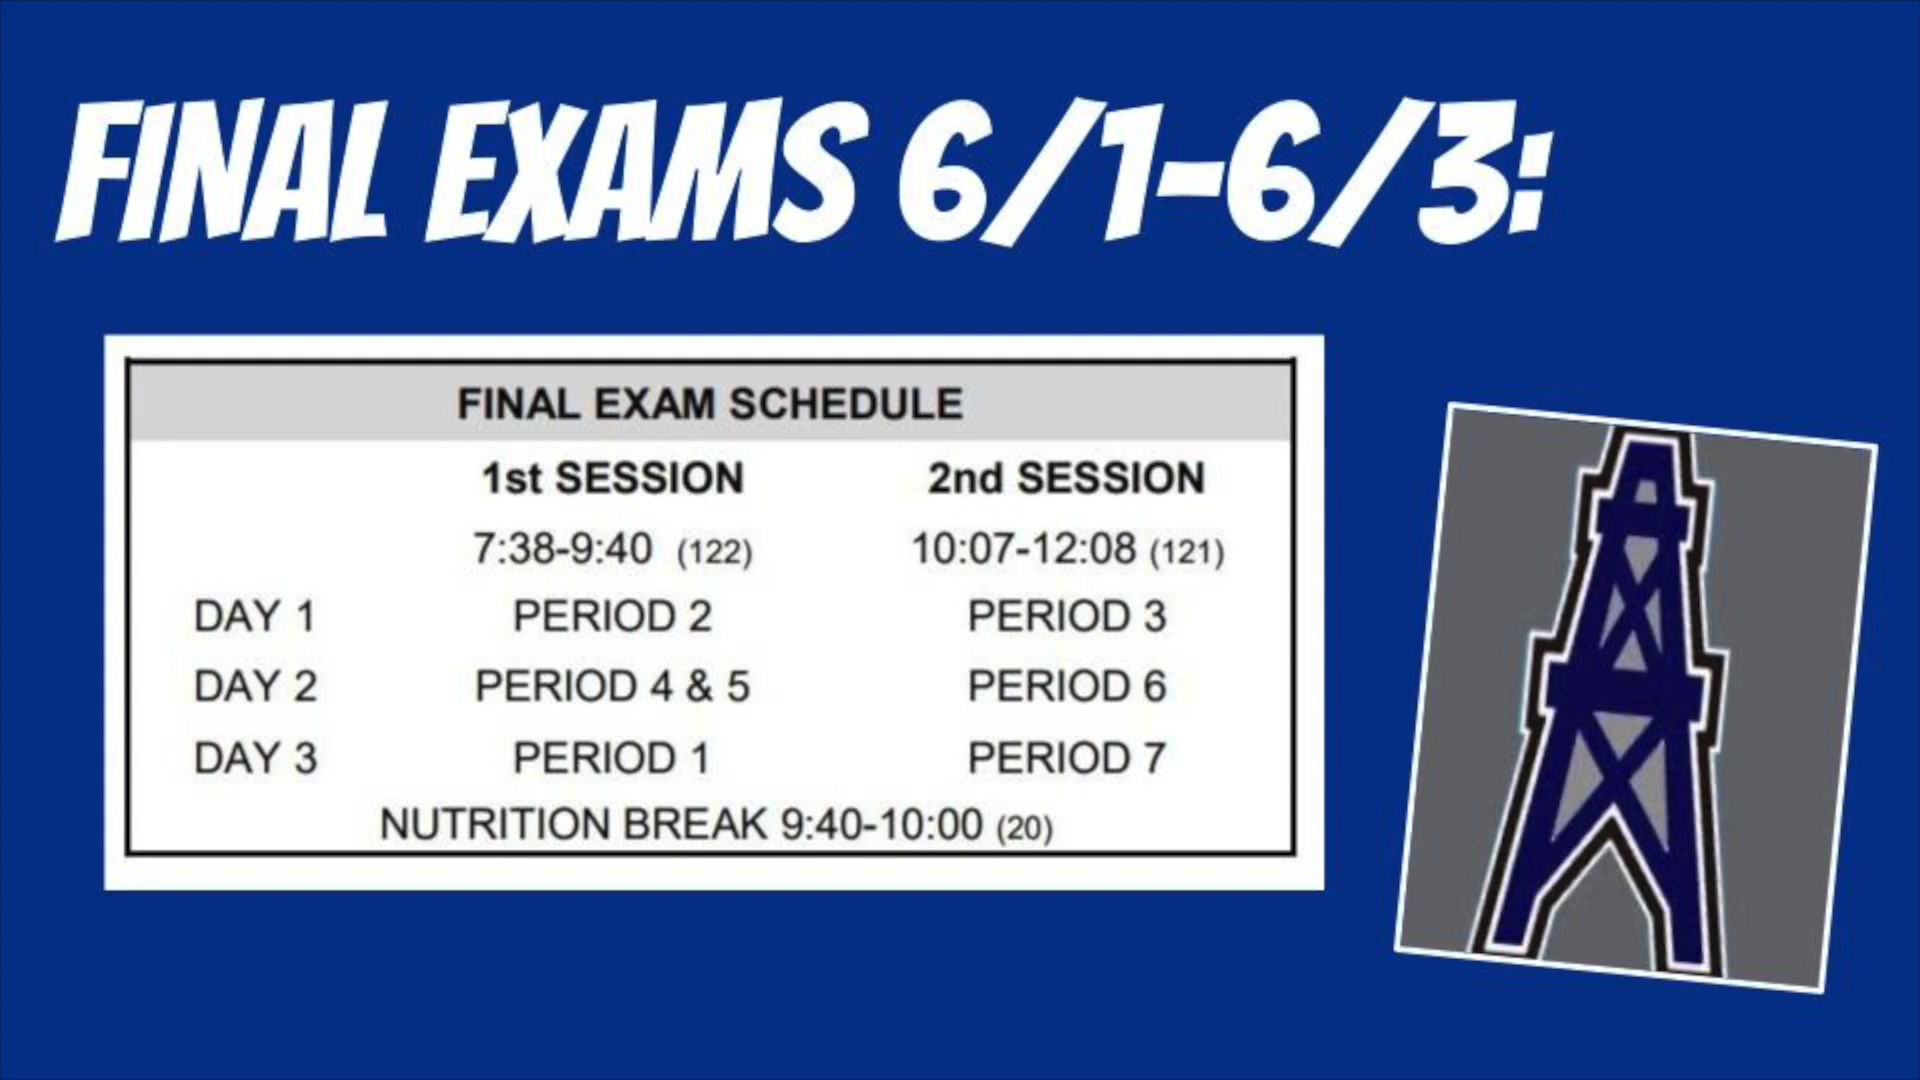 FINAL EXAMS 6/1-6/3:
FINAL EXAM SCHEDULE
1st SESSION 2nd SESSION
7:38-9:40 (122) 10:07-12:08 (121)
DAY 1 PERIOD 2 PERIOD 3
DAY 2 PERIOD 4 & 5 PERIOD 6
DAY 3 PERIOD 1 PERIOD 7
NUTRITION BREAK 9:40-10:00 (20)